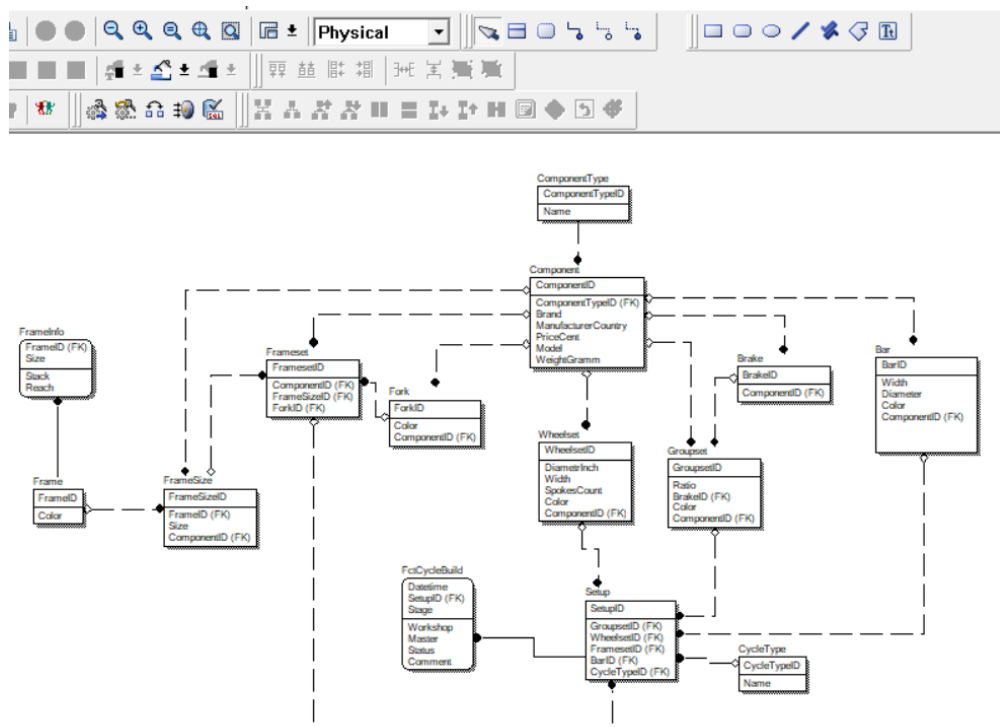 Physical
ComponentType
ComponentTypeID
Name
Component
ComponentID
ComponentTypeID (FK)
Brand
ManufacturerCountry
PriceCent
Model
WeightGramm
FrameInfo
FrameID (FK)
Size
Stack
Reach
Frameset
FramesetID
ComponentID (FK)
FrameSizeID (FK)
ForkID (FK)
Fork
ForkID
Color
ComponentID (FK)
Brake
BrakeID
ComponentID (FK)
Bar
BarID
Width
Diameter
Color
ComponentID (FK)
Wheelset
WheelsetID
DiametrInch
Width
SpokesCount
Color
ComponentID (FK)
Groupset
GroupsetID
Ratio
BrakeID (FK)
Color
ComponentID (FK)
Frame
FrameID
Color
FrameSize
FrameSizeID
FrameID (FK)
Size
ComponentID (FK)
FctCycleBuild
Datetime
SetupID (FK)
Stage
Workshop
Master
Status
Comment
Setup
SetupID
GroupsetID (FK)
WheelsetID (FK)
FramesetID (FK)
BarID (FK)
CycleTypeID (FK)
CycleType
CycleTypeID
Name